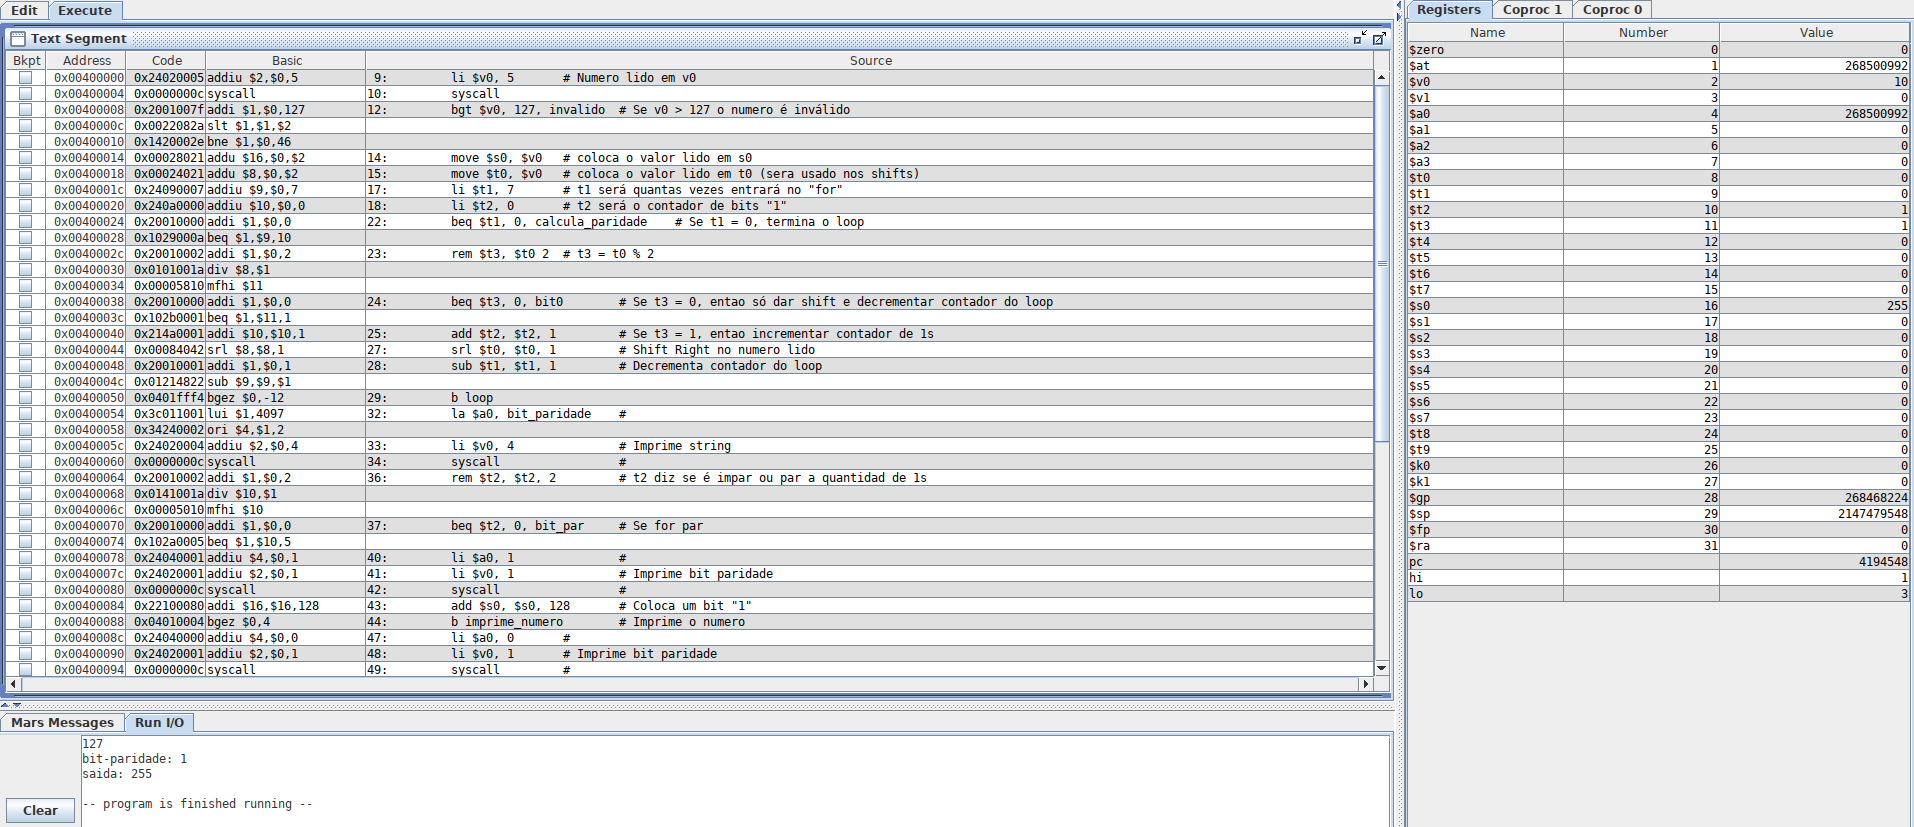 Edit Execute
Text Segment
Bkpt Address Code Basic Source
0x00400000 0x24020005 addiu $2,$0,5 9: li $v0, 5 # Numero lido em v0
0x00400004 0x0000000c syscall 10: syscall
0x00400008 0x2001007f addi $1,$0,127 12: bgt $v0, 127, invalido # Se v0 > 127 o numero é inválido
0x0040000c 0x0022082a slt $1,$1,$2
0x00400010 0x1420002e bne $1,$0,46
0x00400014 0x00028021 addu $16,$0,$2 14: move $s0, $v0 # coloca o valor lido em s0
0x00400018 0x00024021 addu $8,$0,$2 15: move $t0, $v0 # coloca o valor lido em t0 (sera usado nos shifts)
0x0040001c 0x24090007 addiu $9,$0,7 17: li $t1, 7 # t1 será quantas vezes entrará no "for"
0x00400020 0x240a0000 addiu $10,$0,0 18: li $t2, 0 # t2 será o contador de bits "1"
0x00400024 0x20010000 addi $1,$0,0 22: beq $t1, 0, calcula_paridade # Se t1 = 0, termina o loop
0x00400028 0x1029000a beq $1,$9,10
0x0040002c 0x20010002 addi $1,$0,2 23: rem $t3, $t0 2 # t3 = t0 % 2
0x00400030 0x0101001a div $8,$1
0x00400034 0x00005810 mfhi $11
0x00400038 0x20010000 addi $1,$0,0 24: beq $t3, 0, bit0 # Se t3 = 0, entao só dar shift e decrementar contador do loop
0x0040003c 0x102b0001 beq $1,$11,1
0x00400040 0x214a0001 addi $10,$10,1 25: add $t2, $t2, 1 # Se t3 = 1, entao incrementar contador de 1s
0x00400044 0x00084042 srl $8,$8,1 27: srl $t0, $t0, 1 # Shift Right no numero lido
0x00400048 0x20010001 addi $1,$0,1 28: sub $t1, $t1, 1 # Decrementa contador do loop
0x0040004c 0x01214822 sub $9,$9,$1
0x00400050 0x0401fff4 bgez $0,-12 29: b loop
0x00400054 0x3c011001 lui $1,4097 32: la $a0, bit_paridade #
0x00400058 0x34240002 ori $4,$1,2
0x0040005c 0x24020004 addiu $2,$0,4 33: li $v0, 4 # Imprime string
0x00400060 0x0000000c syscall 34: syscall #
0x00400064 0x20010002 addi $1,$0,2 36: rem $t2, $t2, 2 # t2 diz se é impar ou par a quantidad de 1s
0x00400068 0x0141001a div $10,$1
0x0040006c 0x00005010 mfhi $10
0x00400070 0x20010000 addi $1,$0,0 37: beq $t2, 0, bit_par # Se for par
0x00400074 0x102a0005 beq $1,$10,5
0x00400078 0x24040001 addiu $4,$0,1 40: li $a0, 1 #
0x0040007c 0x24020001 addiu $2,$0,1 41: li $v0, 1 # Imprime bit paridade
0x00400080 0x0000000c syscall 42: syscall #
0x00400084 0x22100080 addi $16,$16,128 43: add $s0, $s0, 128 # Coloca um bit "1"
0x00400088 0x04010004 bgez $0,4 44: b imprime_numero # Imprime o numero
0x0040008c 0x24040000 addiu $4,$0,0 47: li $a0, 0 #
0x00400090 0x24020001 addiu $2,$0,1 48: li $v0, 1 # Imprime bit paridade
0x00400094 0x0000000c syscall 49: syscall #
Mars Messages Run I/O
127
bit-paridade: 1
saida: 255
-- program is finished running --
Clear
Registers Coproc 1 Coproc 0
Name Number Value
$zero 0 0
$at 1 268500992
$v0 2 10
$v1 3 0
$a0 4 268500992
$a1 5 0
$a2 6 0
$a3 7 0
$t0 8 0
$t1 9 0
$t2 10 1
$t3 11 1
$t4 12 0
$t5 13 0
$t6 14 0
$t7 15 0
$s0 16 255
$s1 17 0
$s2 18 0
$s3 19 0
$s4 20 0
$s5 21 0
$s6 22 0
$s7 23 0
$t8 24 0
$t9 25 0
$k0 26 0
$k1 27 0
$gp 28 268468224
$sp 29 2147479548
$fp 30 0
$ra 31 0
pc 4194548
hi 1
lo 3